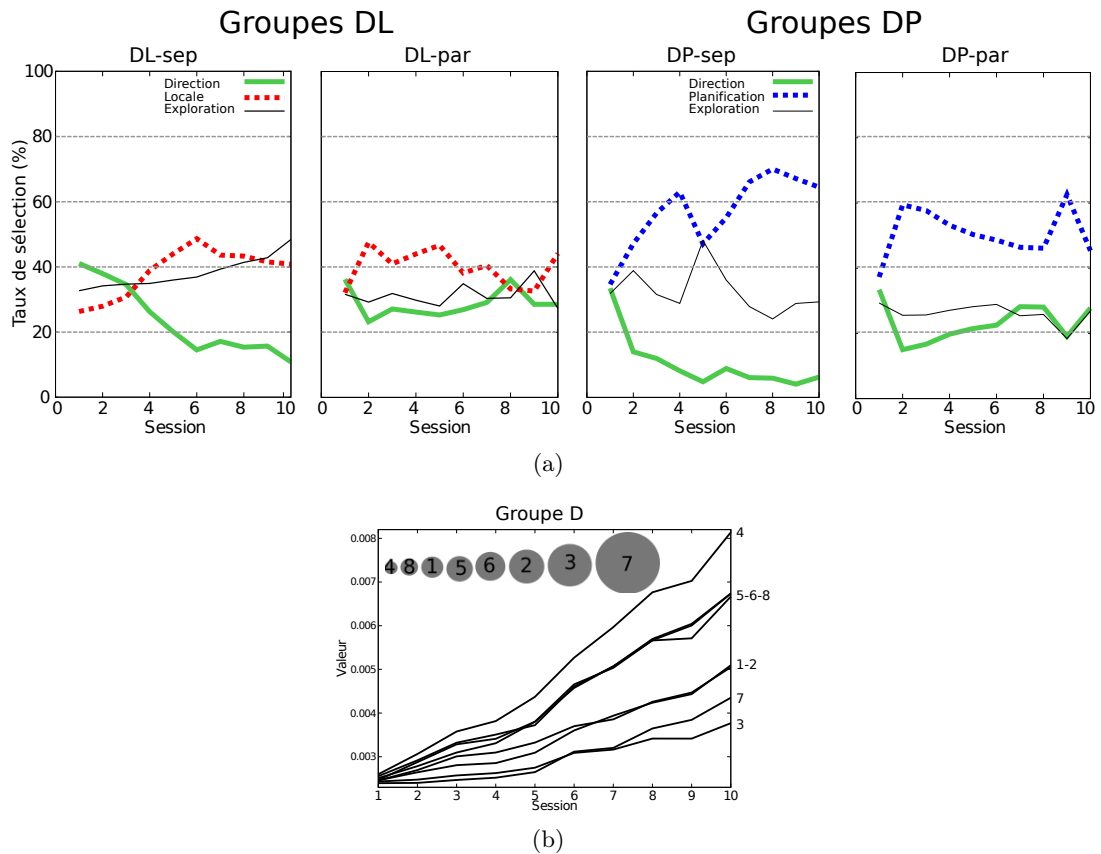 Groupes DL Groupes DP
DL-sep DL-par DP-sep DP-par
Taux de sélection (%)
100
80
60
40
20
0
Direction
Locale
Exploration
Direction
Planification
Exploration
0 2 4 6 8 10
0 2 4 6 8 10
0 2 4 6 8 10
0 2 4 6 8 10
Session Session Session Session
(a)
Groupe D
Valeur
0.008
0.007
0.006
0.005
0.004
0.003
4 8 1 5 6 2 3 7
4
5-6-8
1-2
7
3
1 2 3 4 5 6 7 8 9 10
Session
(b)